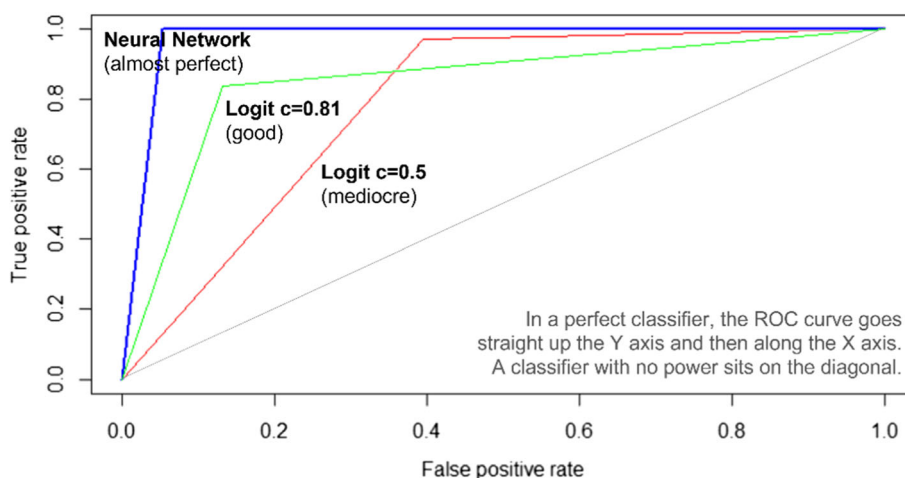 Neural Network
(almost perfect)
Logit c=0.81
(good)
Logit c=0.5
(mediocre)
In a perfect classifier, the ROC curve goes
straight up the Y axis and then along the X axis.
A classifier with no power sits on the diagonal.
True positive rate
1.0
0.8
0.6
0.4
0.2
0.0
0.0 0.2 0.4 0.6 0.8 1.0
False positive rate